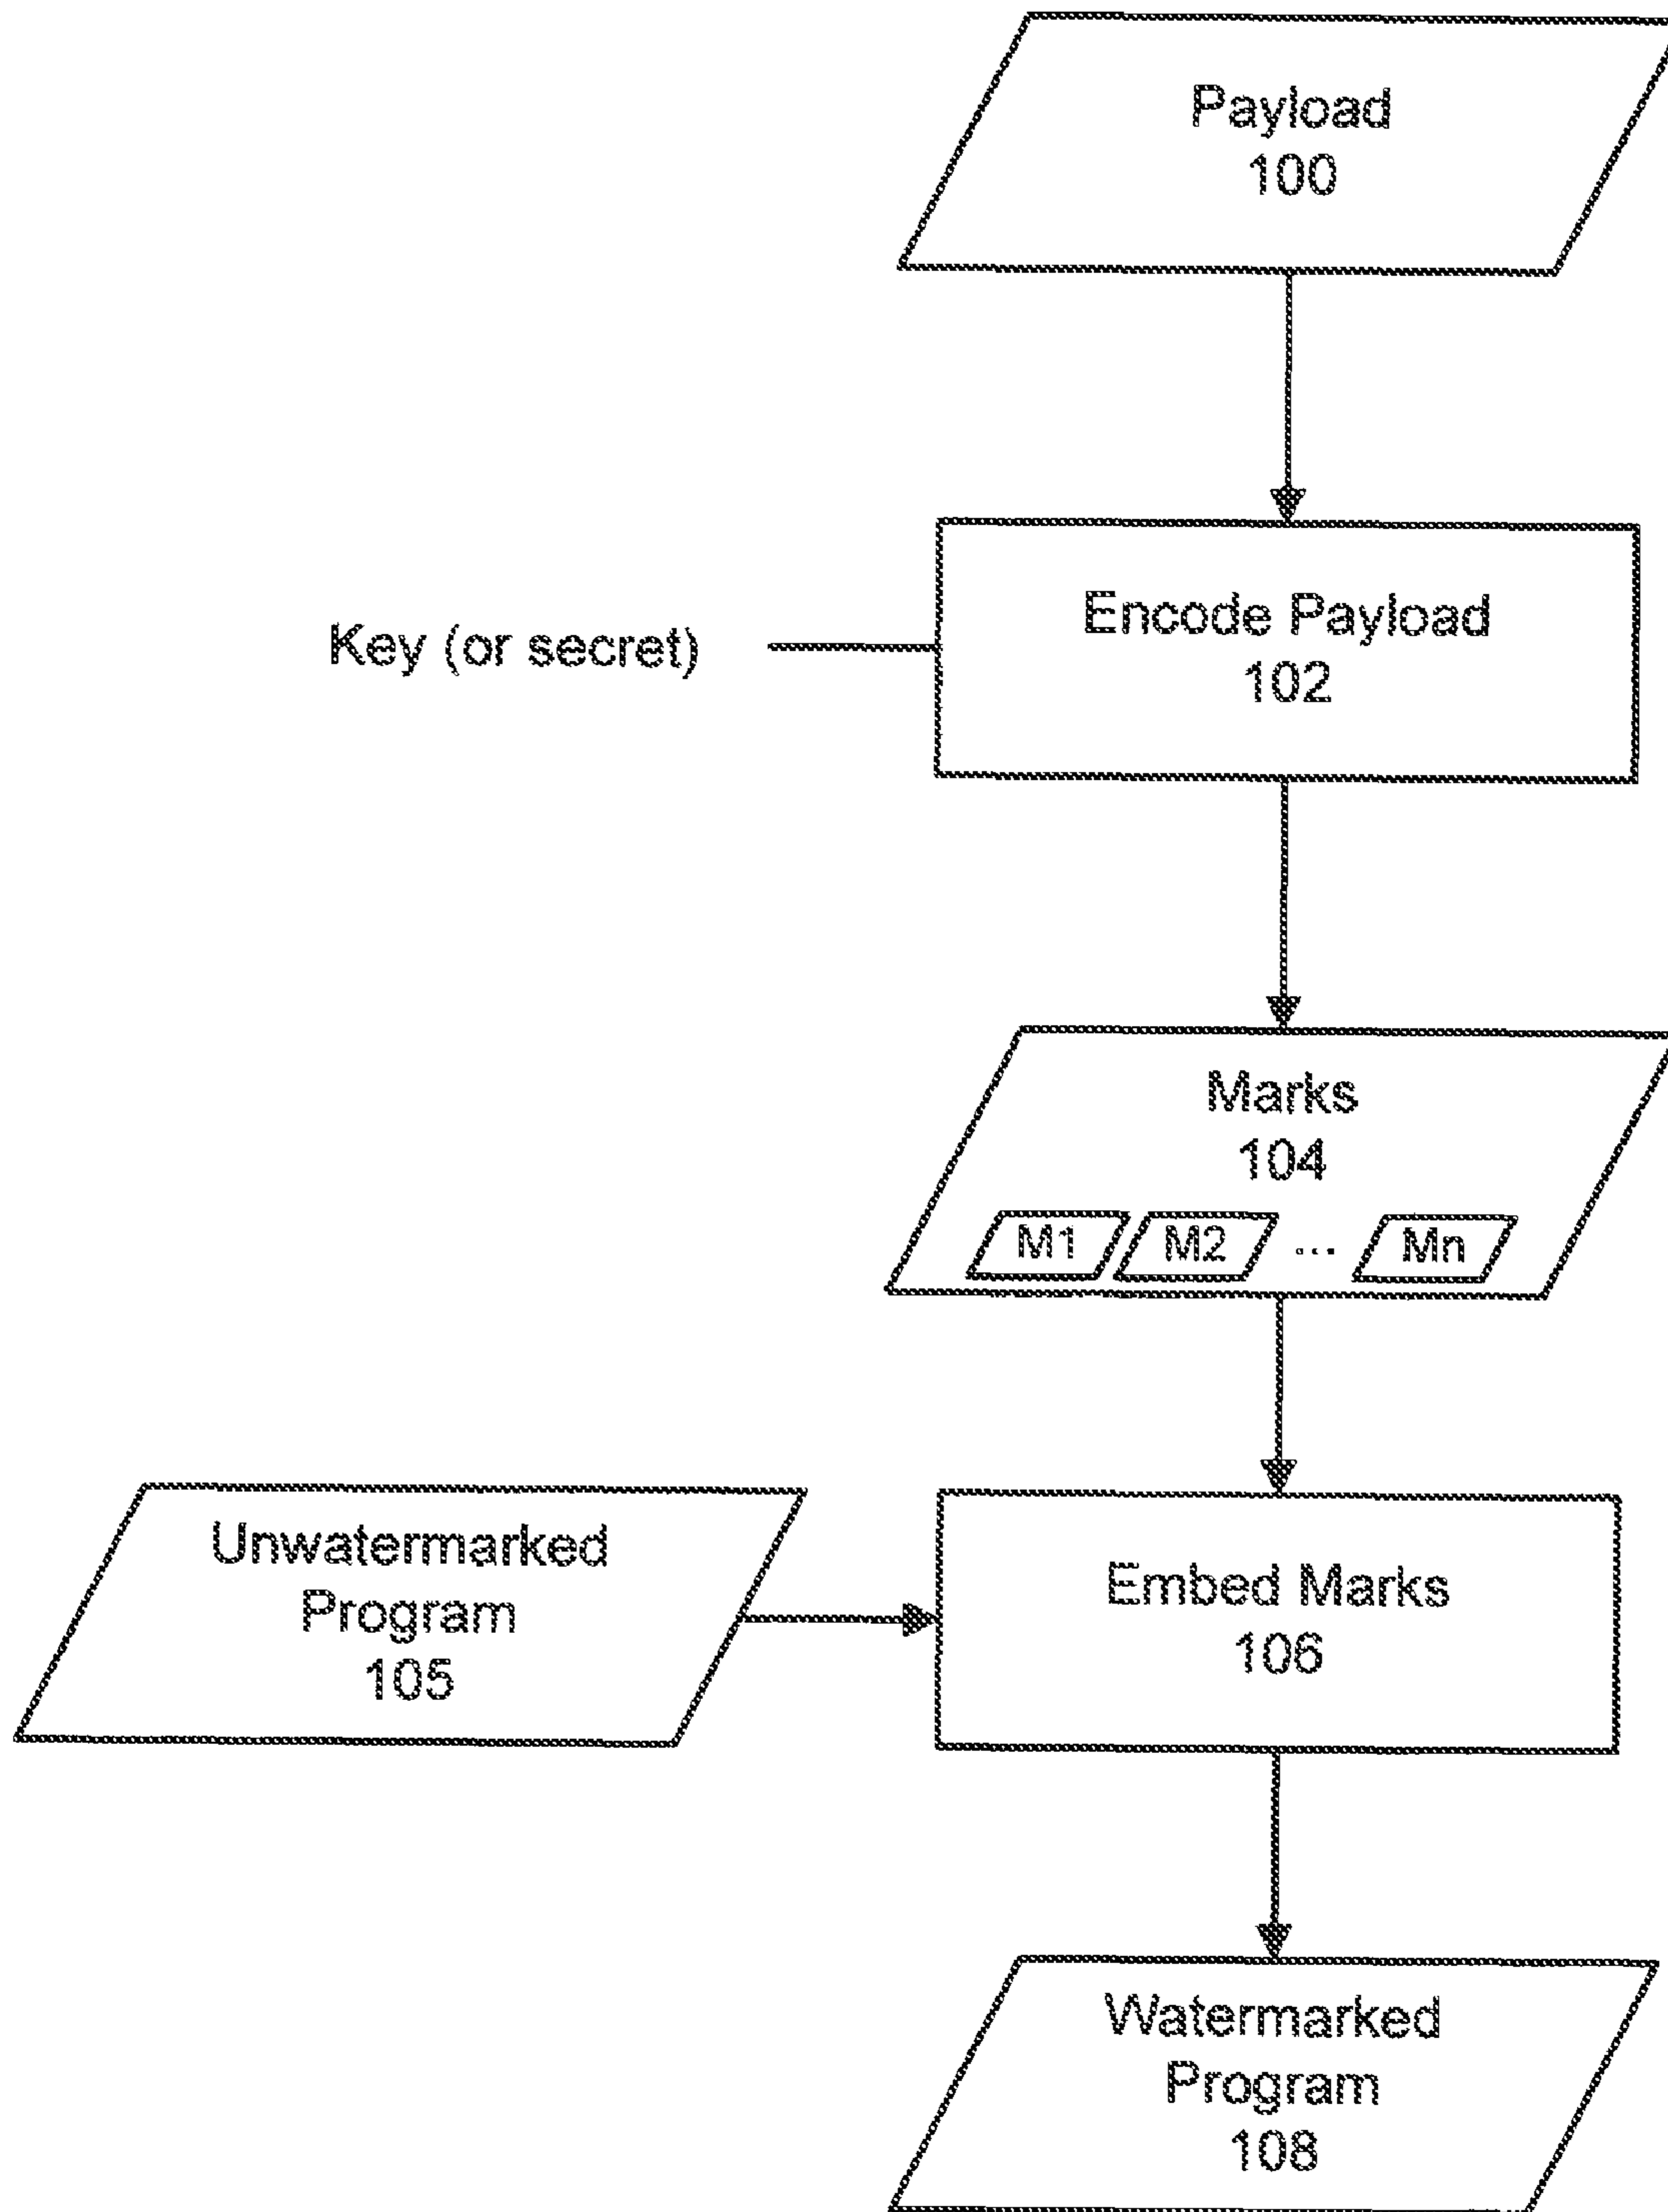 Payload
100
Encode Payload
102
Key (or secret)
Marks
104
M1 M2 ... Mn
Unwatermarked
Program
105
Embed Marks
106
Watermarked
Program
108